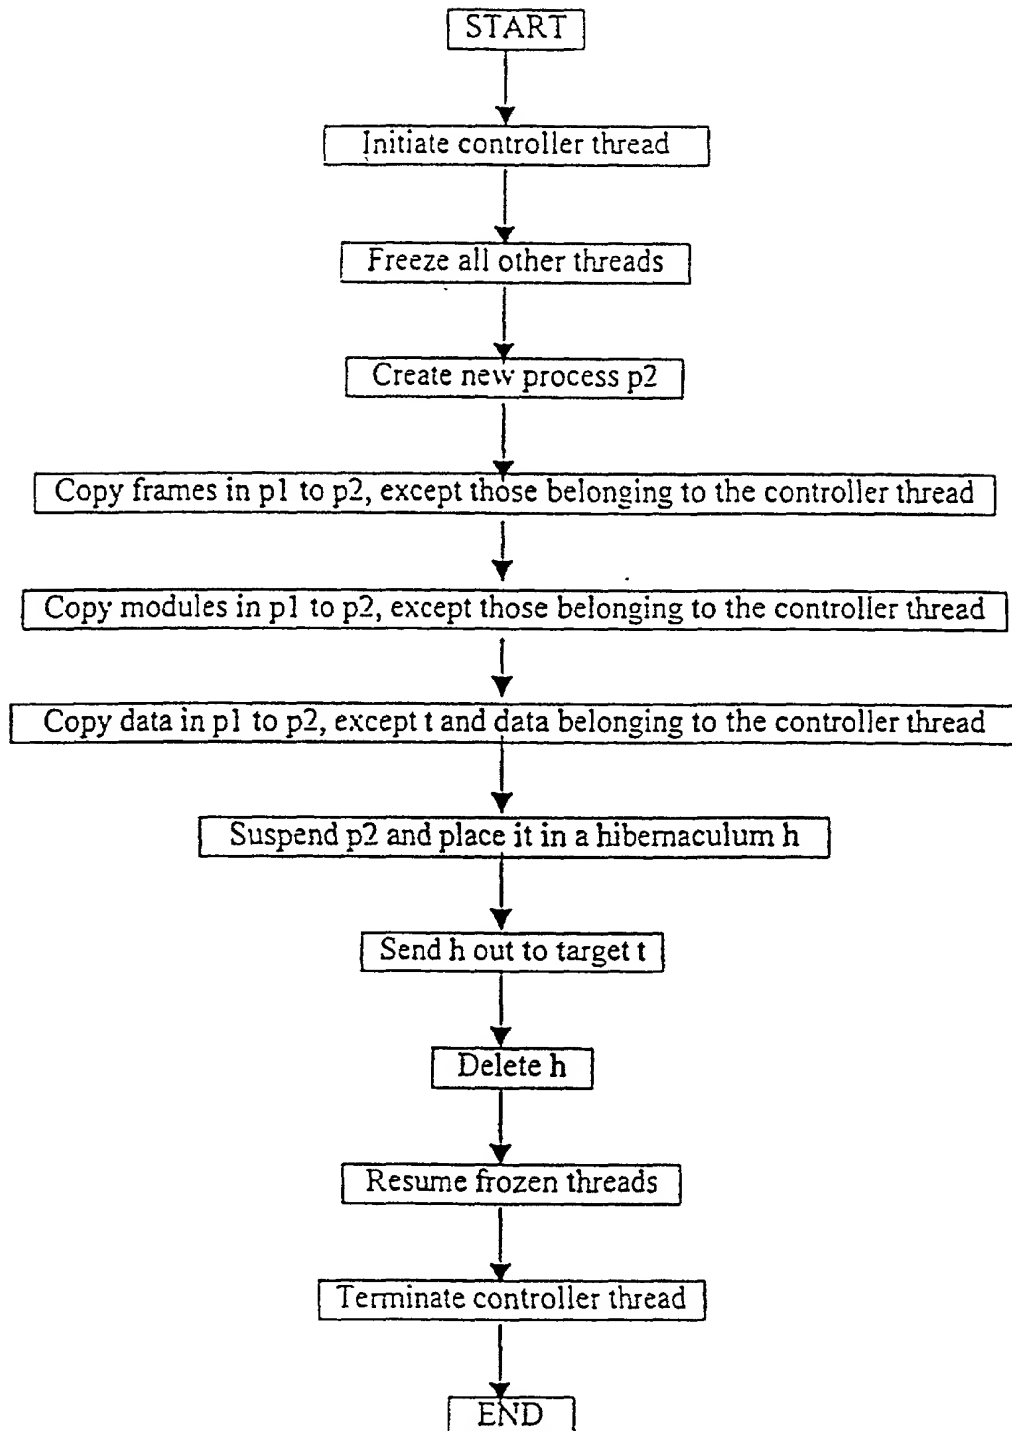 START
Initiate controller thread
Freeze all other threads
Create new process p2
Copy frames in p1 to p2, except those belonging to the controller thread
Copy modules in p1 to p2, except those belonging to the controller thread
Copy data in p1 to p2, except t and data belonging to the controller thread
Suspend p2 and place it in a hibernaculum h
Send h out to target t
Delete h
Resume frozen threads
Terminate controller thread
END